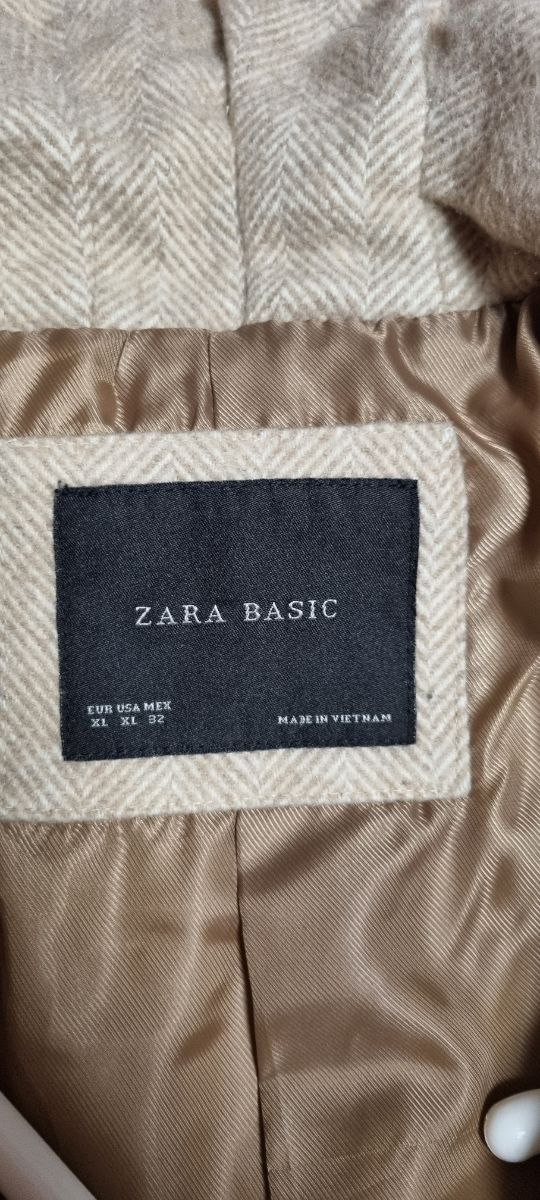 ZARA BASIC
EUR USA MEX
XL XL 32
MADE IN VIETNAM